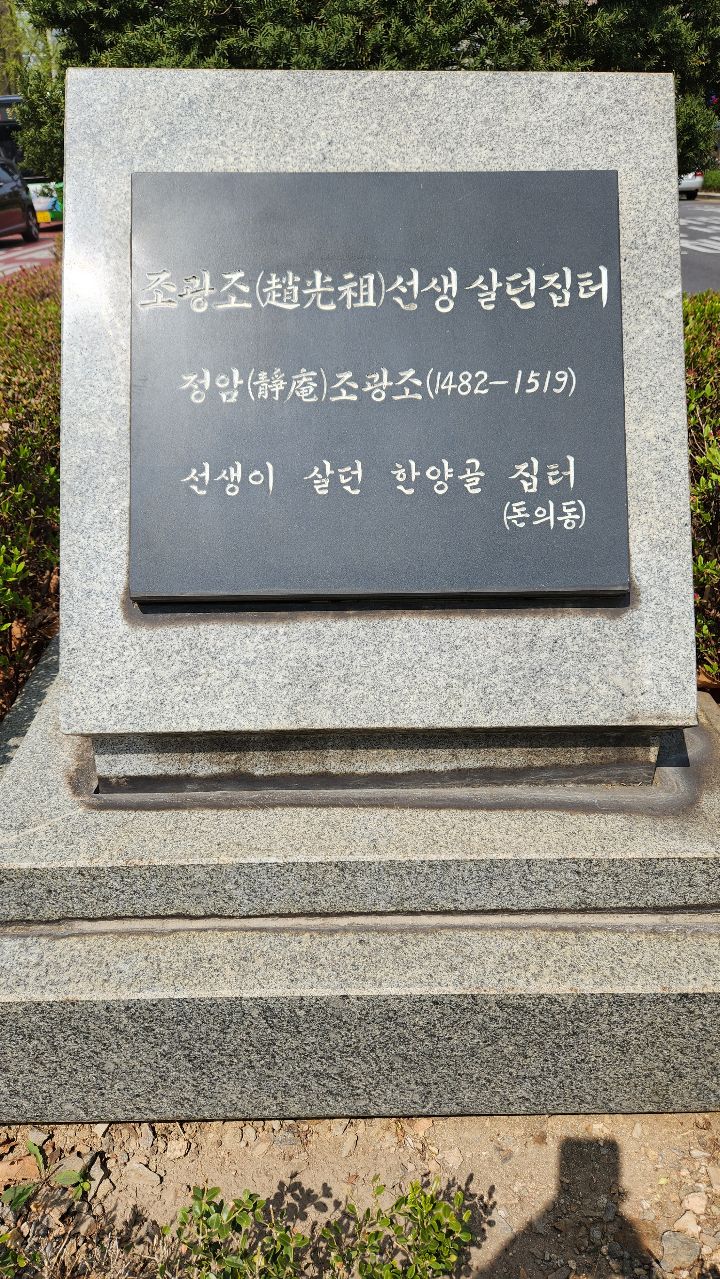 조광조(趙光祖)선생 살던집터
정암(靜庵)조광조(1482-1519)
선생이 살던 한양골 집터
(돈의동)